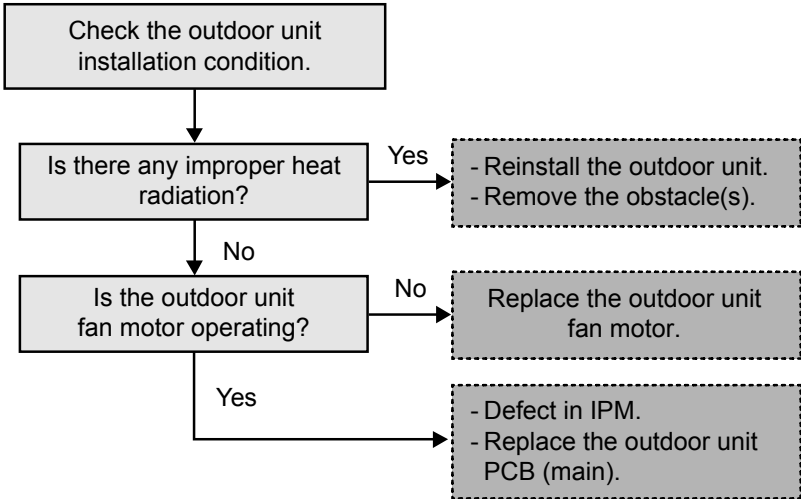 Check the outdoor unit
installation condition.
Is there any improper heat
radiation?
Yes
- Reinstall the outdoor unit.
- Remove the obstacle(s).
No
Is the outdoor unit
fan motor operating?
No
Replace the outdoor unit
fan motor.
Yes
- Defect in IPM.
- Replace the outdoor unit
PCB (main).